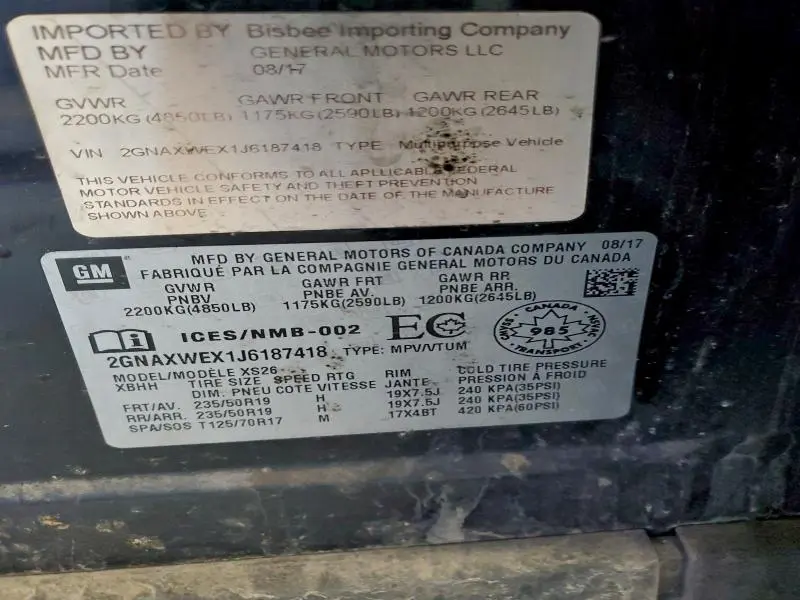 IMPORTED BY Bisbee Importing Company
MFD BY GENERAL MOTORS LLC
MFR Date 08/17
GVWR GAWR FRONT GAWR REAR
2200KG(4850LB) 1175KG(2590LB) 1200KG(2645LB)
VIN 2GNAXWEX1J6187418 TYPE Multipurpose Vehicle
THIS VEHICLE CONFORMS TO ALL APPLICABLE FEDERAL
MOTOR VEHICLE SAFETY AND THEFT PREVENTION
STANDARDS IN EFFECT ON THE DATE OF THE MANUFACTURE
SHOWN ABOVE
GM
MFD BY GENERAL MOTORS OF CANADA COMPANY 08/17
FABRIQUÉ PAR LA COMPAGNIE GENERAL MOTORS DU CANADA
GVWR GAWR FRT GAWR RR
PNBV PNBE AV. PNBE ARR.
2200KG(4850LB) 1175KG(2590LB) 1200KG(2645LB)
ICES/NMB-002 EC
CANADA
985
TRANSPORT
2GNAXWEX1J6187418 TYPE: MPV/VTUM
MODEL/MODÈLE XS26
XBHH TIRE SIZE SPEED RTG RIM COLD TIRE PRESSURE
DIM. PNEU COTE VITESSE JANTE PRESSION À FROID
FRT/AV. 235/50R19 H 19X7.5J 240 KPA(35PSI)
RR/ARR. 235/50R19 H 19X7.5J 240 KPA(35PSI)
SPA/SOS T125/70R17 M 17X4BT 420 KPA(60PSI)